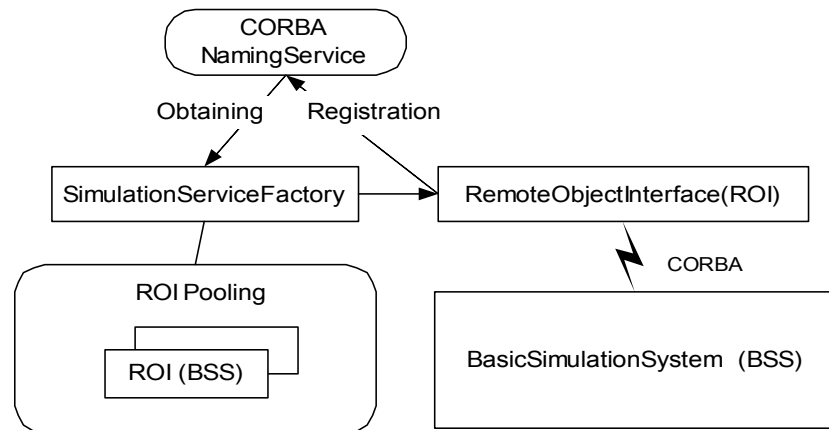 CORBA
NamingService
Obtaining
Registration
SimulationServiceFactory
RemoteObjectInterface(ROI)
CORBA
ROI Pooling
ROI (BSS)
BasicSimulationSystem (BSS)